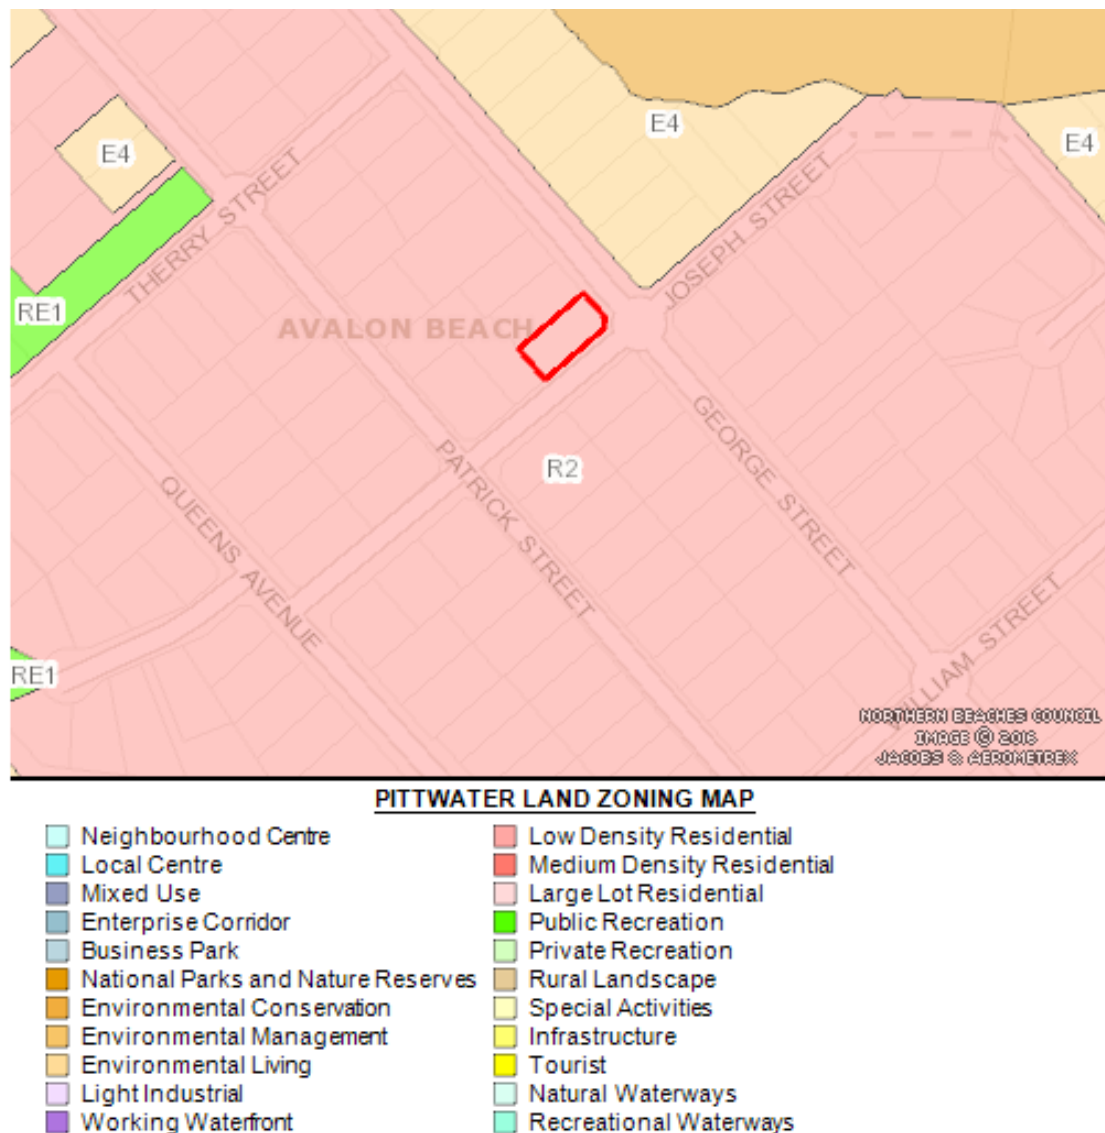 E4
E4
E4
THERRY STREET
JOSEPH STREET
RE1
AVALON BEACH
GEORGE STREET
PATRICK STREET
R2
QUEENS AVENUE
WILLIAM STREET
RE1
NORTHERN BEACHES COUNCIL
IMAGE © 2016
JACOBS & AEROMETREX
PITTWATER LAND ZONING MAP
Neighbourhood Centre
Local Centre
Mixed Use
Enterprise Corridor
Business Park
National Parks and Nature Reserves
Environmental Conservation
Environmental Management
Environmental Living
Light Industrial
Working Waterfront
Low Density Residential
Medium Density Residential
Large Lot Residential
Public Recreation
Private Recreation
Rural Landscape
Special Activities
Infrastructure
Tourist
Natural Waterways
Recreational Waterways